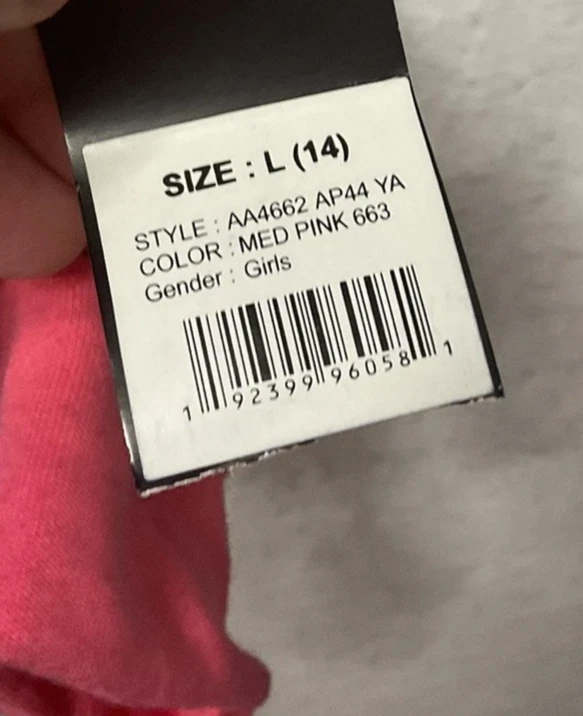 SIZE : L (14)
STYLE : AA4662 AP44 YA
COLOR : MED PINK 663
Gender : Girls
1 92399 96058 1